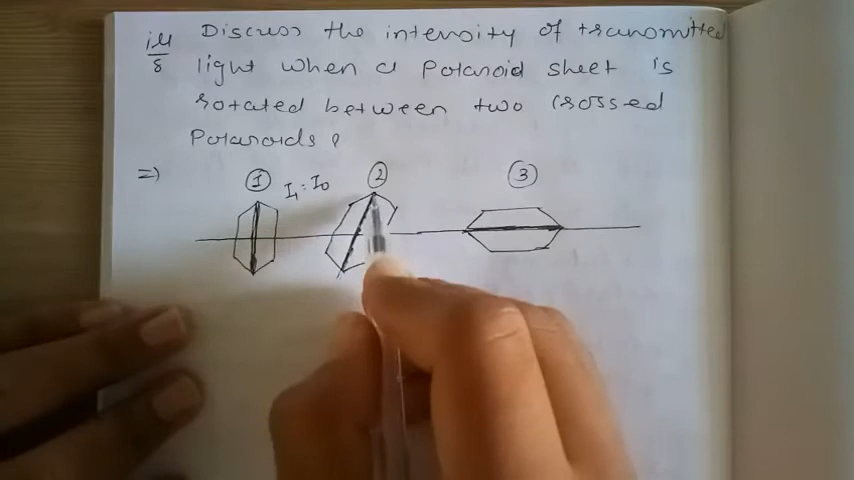 ill Discuss the intensity of transmitted
8 light when a Polaroid sheet is
rotated between two crossed
Polaroids ?
=>
1 I₁ = I₀ 2 3